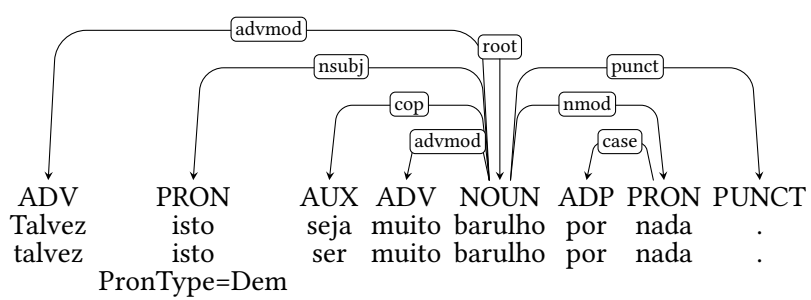 advmod
root
nsubj
punct
cop
nmod
advmod
case
ADV PRON AUX ADV NOUN ADP PRON PUNCT
Talvez isto seja muito barulho por nada .
talvez isto ser muito barulho por nada .
PronType=Dem